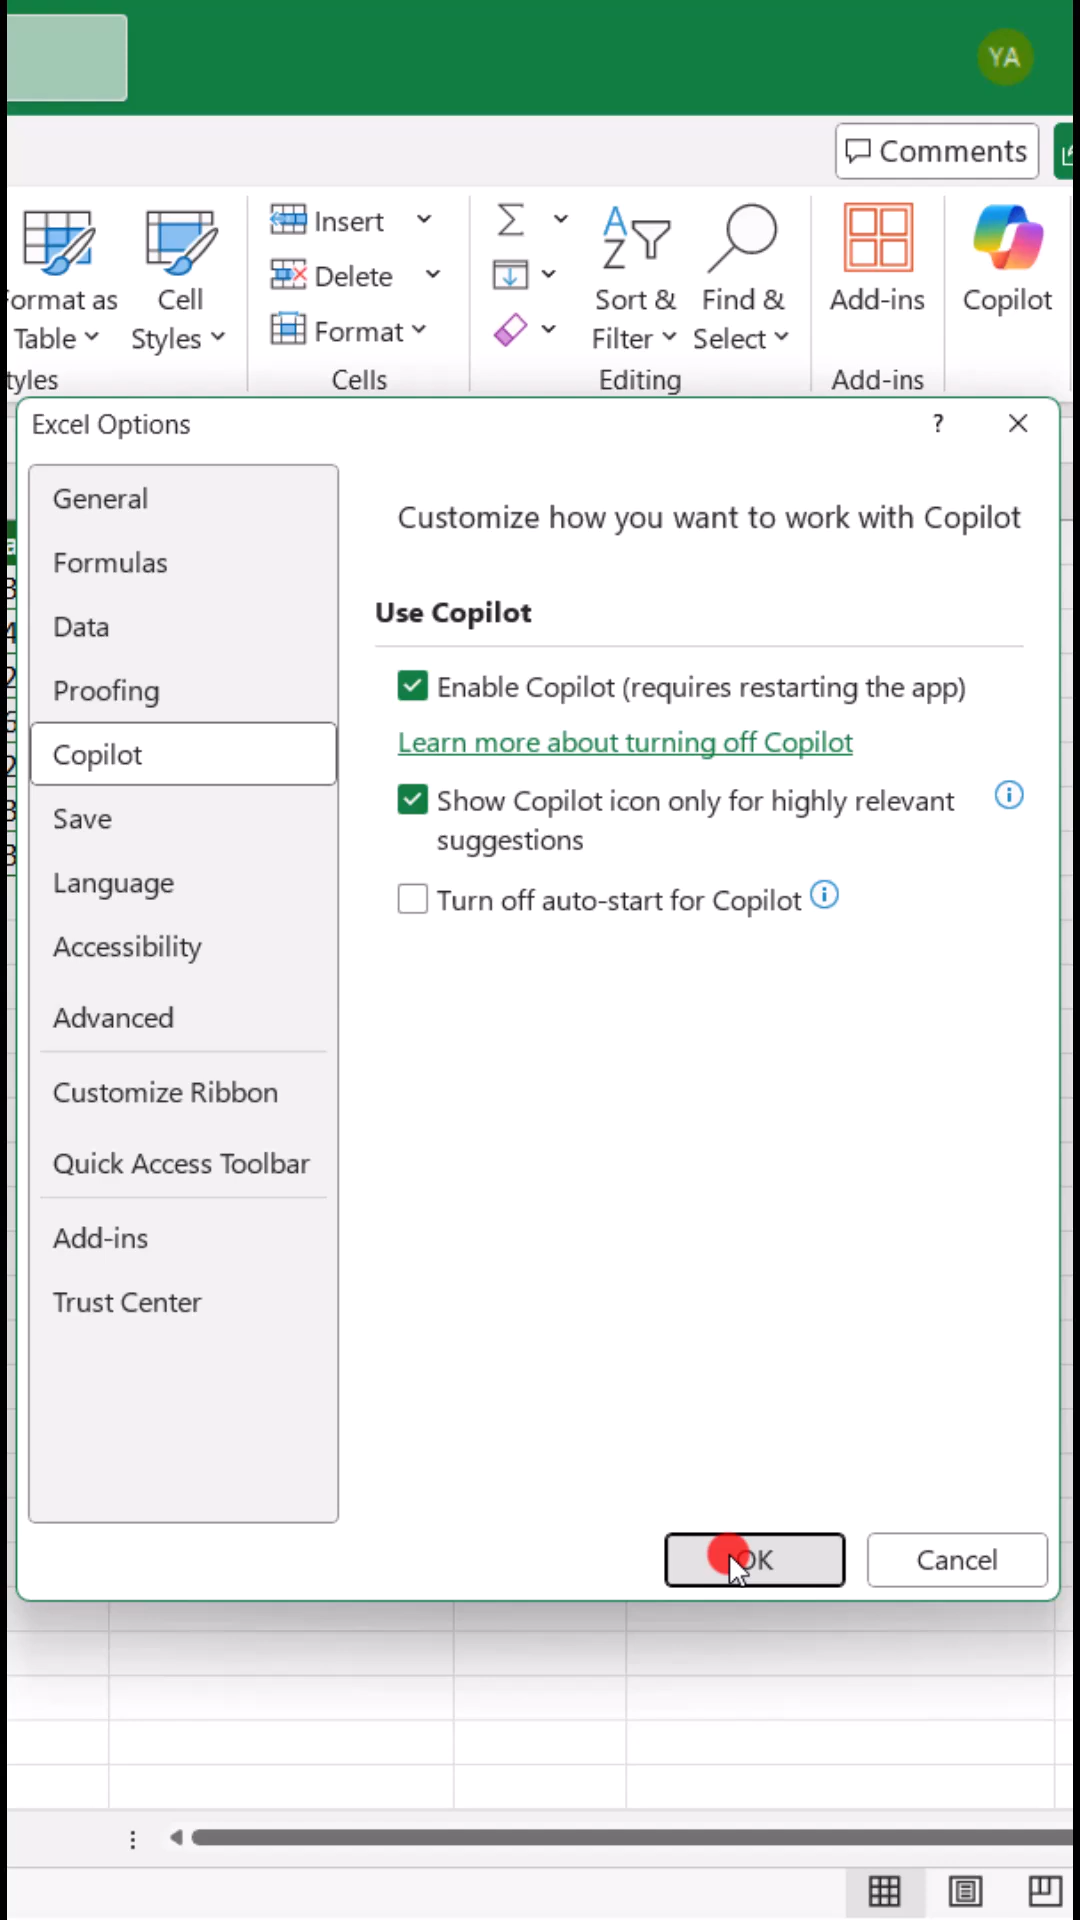 YA
Comments
Insert
Delete
Format
Format as
Table
Cell
Styles
Sort &
Filter
Find &
Select
Add-ins
Copilot
Cells
Editing
Add-ins
Excel Options
?
General
Formulas
Data
Proofing
Copilot
Save
Language
Accessibility
Advanced
Customize Ribbon
Quick Access Toolbar
Add-ins
Trust Center
Customize how you want to work with Copilot
Use Copilot
Enable Copilot (requires restarting the app)
Learn more about turning off Copilot
Show Copilot icon only for highly relevant
suggestions
Turn off auto-start for Copilot
OK
Cancel